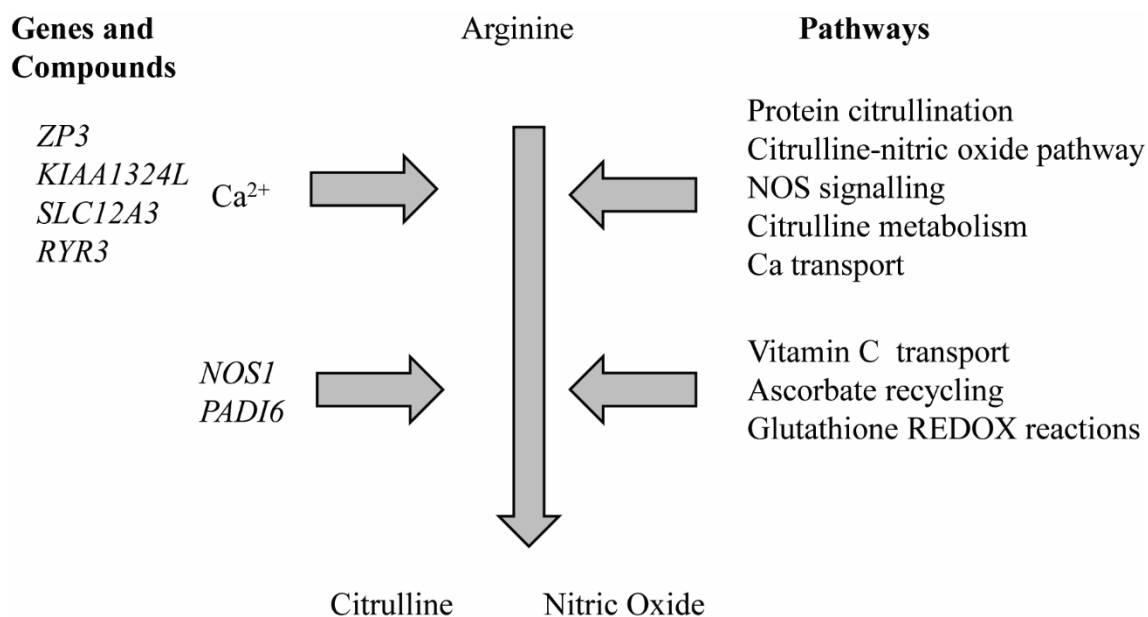 Genes and
Compounds
Arginine
Pathways
ZP3
KIAA1324L
SLC12A3
RYR3
Ca²⁺
Protein citrullination
Citrulline-nitric oxide pathway
NOS signalling
Citrulline metabolism
Ca transport
NOS1
PADI6
Vitamin C transport
Ascorbate recycling
Glutathione REDOX reactions
Citrulline
Nitric Oxide